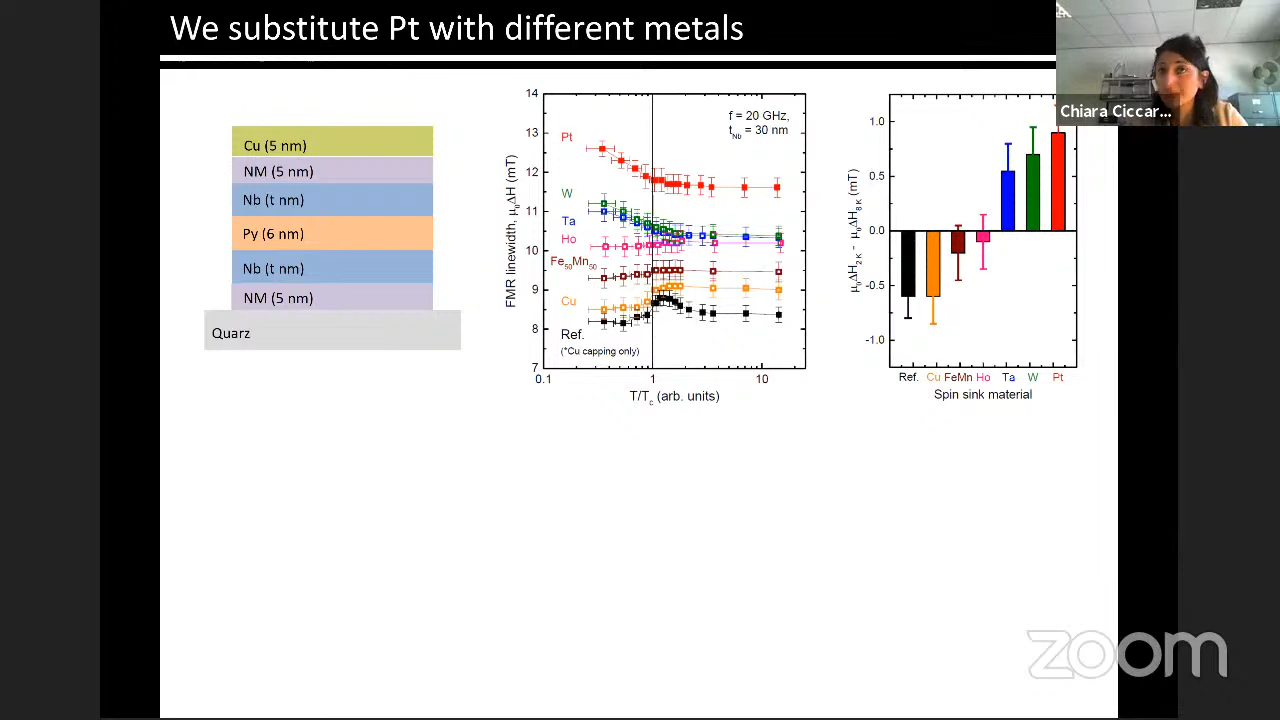 We substitute Pt with different metals
Chiara Ciccar...
Cu (5 nm)
NM (5 nm)
Nb (t nm)
Py (6 nm)
Nb (t nm)
NM (5 nm)
Quarz
FMR linewidth, μ₀ΔH (mT)
14
13
12
11
10
9
8
7
f = 20 GHz,
t_Nb = 30 nm
Pt
W
Ta
Ho
Fe₅₀Mn₅₀
Cu
Ref.
(*Cu capping only)
0.1
1
10
T/T_c (arb. units)
μ₀ΔH_2 K - μ₀ΔH_8 K (mT)
1.0
0.5
0.0
-0.5
-1.0
Ref. Cu FeMn Ho Ta W Pt
Spin sink material
zoom